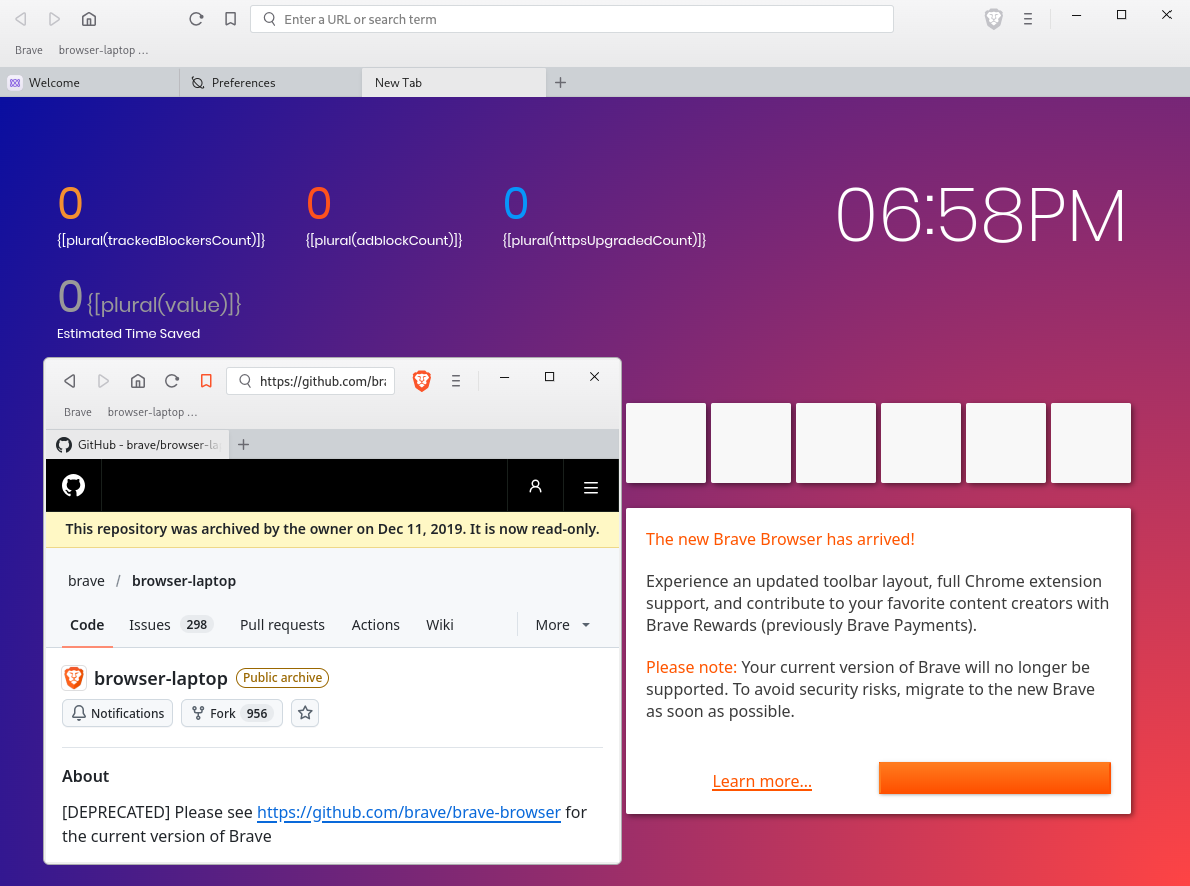 Enter a URL or search term
Brave browser-laptop ...
Welcome Preferences New Tab
0 0 0 06:58PM
{[plural(trackedBlockersCount)]} {[plural(adblockCount)]} {[plural(httpsUpgradedCount)]}
0 {[plural(value)]}
Estimated Time Saved
https://github.com/bra
Brave browser-laptop ...
GitHub - brave/browser-la
This repository was archived by the owner on Dec 11, 2019. It is now read-only.
brave / browser-laptop
Code Issues 298 Pull requests Actions Wiki More
browser-laptop Public archive
Notifications Fork 956
About
[DEPRECATED] Please see https://github.com/brave/brave-browser for
the current version of Brave
The new Brave Browser has arrived!
Experience an updated toolbar layout, full Chrome extension
support, and contribute to your favorite content creators with
Brave Rewards (previously Brave Payments).
Please note: Your current version of Brave will no longer be
supported. To avoid security risks, migrate to the new Brave
as soon as possible.
Learn more...